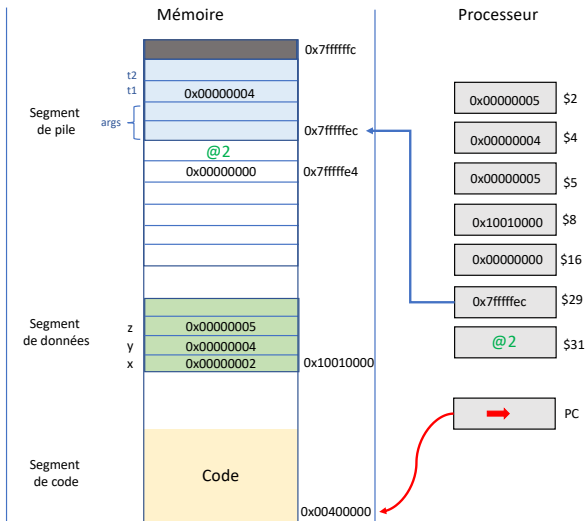 Mémoire
Processeur
0x7ffffffc
t2
t1
0x00000004
args
Segment
de pile
0x7fffffec
@2
0x00000000
0x7fffffe4
z
0x00000005
Segment
de données
y
0x00000004
x
0x00000002
0x10010000
Segment
de code
Code
0x00400000
0x00000005
$2
0x00000004
$4
0x00000005
$5
0x10010000
$8
0x00000000
$16
0x7fffffec
$29
@2
$31
PC